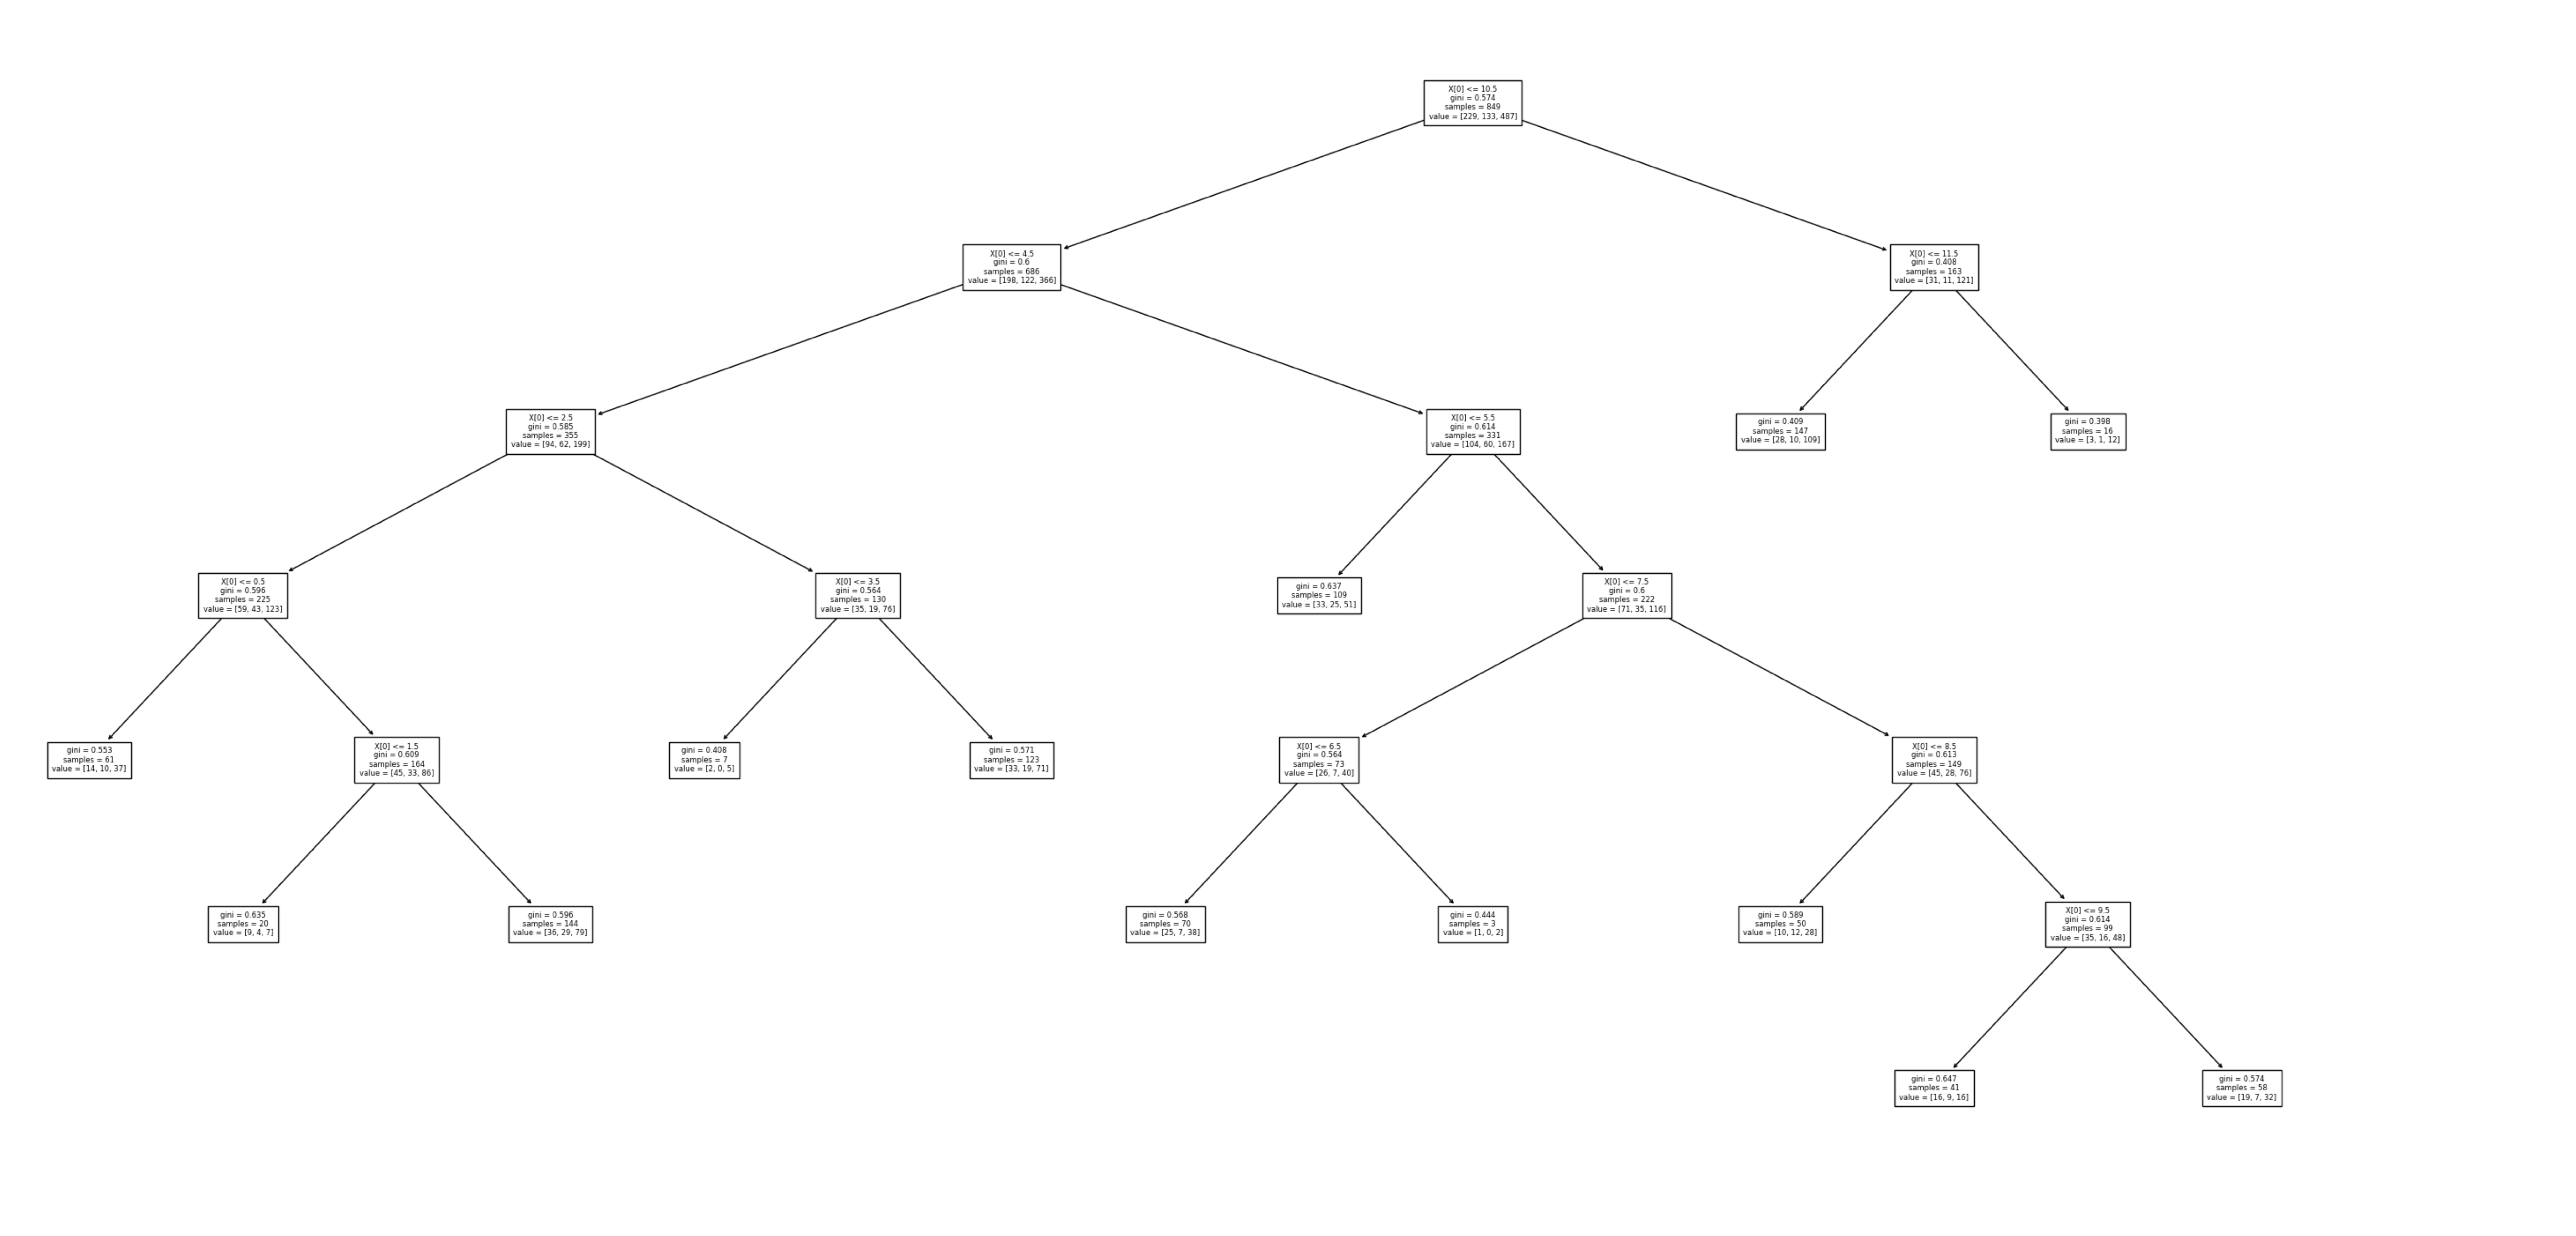 X[0] <= 10.5
gini = 0.574
samples = 849
value = [229, 133, 487]
X[0] <= 4.5
gini = 0.6
samples = 686
value = [198, 122, 366]
X[0] <= 11.5
gini = 0.408
samples = 163
value = [31, 11, 121]
X[0] <= 2.5
gini = 0.585
samples = 355
value = [94, 62, 199]
X[0] <= 5.5
gini = 0.614
samples = 331
value = [104, 60, 167]
gini = 0.409
samples = 147
value = [28, 10, 109]
gini = 0.398
samples = 16
value = [3, 1, 12]
X[0] <= 0.5
gini = 0.596
samples = 225
value = [59, 43, 123]
X[0] <= 3.5
gini = 0.564
samples = 130
value = [35, 19, 76]
gini = 0.637
samples = 109
value = [33, 25, 51]
X[0] <= 7.5
gini = 0.6
samples = 222
value = [71, 35, 116]
gini = 0.553
samples = 61
value = [14, 10, 37]
X[0] <= 1.5
gini = 0.609
samples = 164
value = [45, 33, 86]
gini = 0.408
samples = 7
value = [2, 0, 5]
gini = 0.571
samples = 123
value = [33, 19, 71]
X[0] <= 6.5
gini = 0.564
samples = 73
value = [26, 7, 40]
X[0] <= 8.5
gini = 0.613
samples = 149
value = [45, 28, 76]
gini = 0.635
samples = 20
value = [9, 4, 7]
gini = 0.596
samples = 144
value = [36, 29, 79]
gini = 0.568
samples = 70
value = [25, 7, 38]
gini = 0.444
samples = 3
value = [1, 0, 2]
gini = 0.589
samples = 50
value = [10, 12, 28]
X[0] <= 9.5
gini = 0.614
samples = 99
value = [35, 16, 48]
gini = 0.647
samples = 41
value = [16, 9, 16]
gini = 0.574
samples = 58
value = [19, 7, 32]